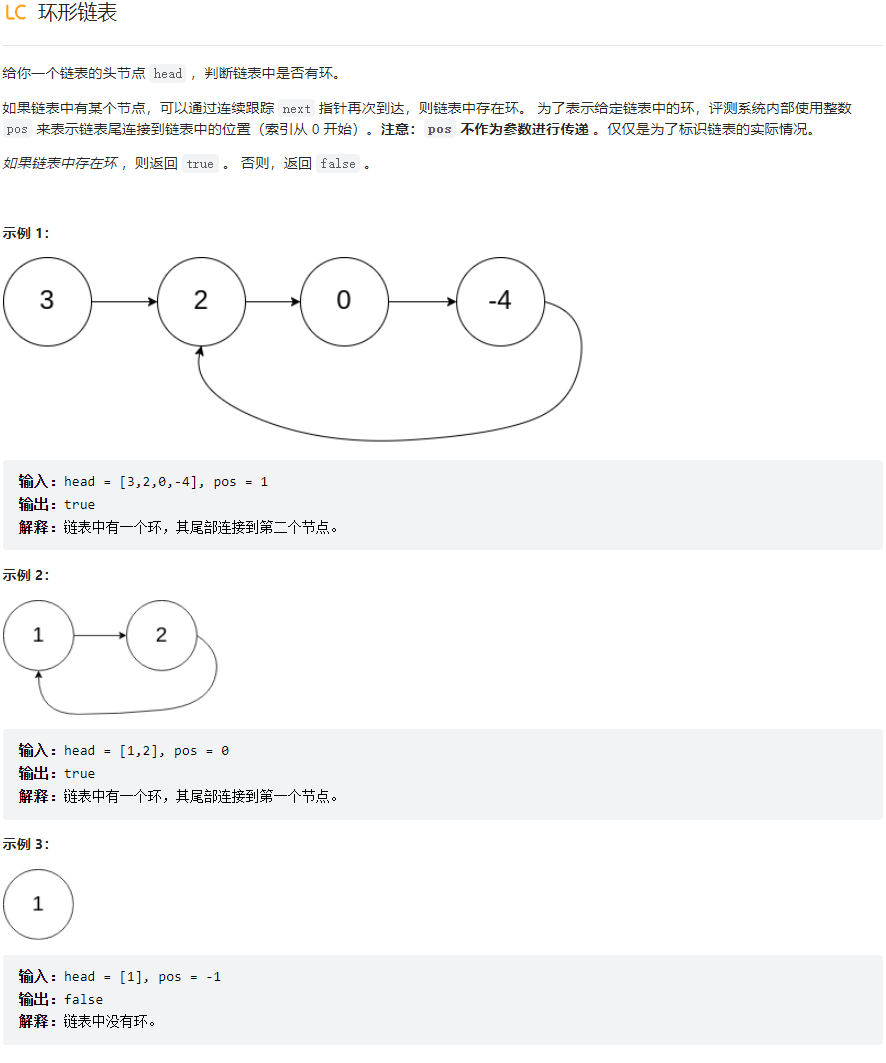 LC 环形链表
给你一个链表的头节点 head ，判断链表中是否有环。
如果链表中有某个节点，可以通过连续跟踪 next 指针再次到达，则链表中存在环。 为了表示给定链表中的环，评测系统内部使用整数
pos 来表示链表尾连接到链表中的位置（索引从 0 开始）。注意：pos 不作为参数进行传递 。仅仅是为了标识链表的实际情况。
如果链表中存在环 ，则返回 true 。 否则，返回 false 。
示例 1：
3 2 0 -4
输入：head = [3,2,0,-4], pos = 1
输出：true
解释：链表中有一个环，其尾部连接到第二个节点。
示例 2：
1 2
输入：head = [1,2], pos = 0
输出：true
解释：链表中有一个环，其尾部连接到第一个节点。
示例 3：
1
输入：head = [1], pos = -1
输出：false
解释：链表中没有环。